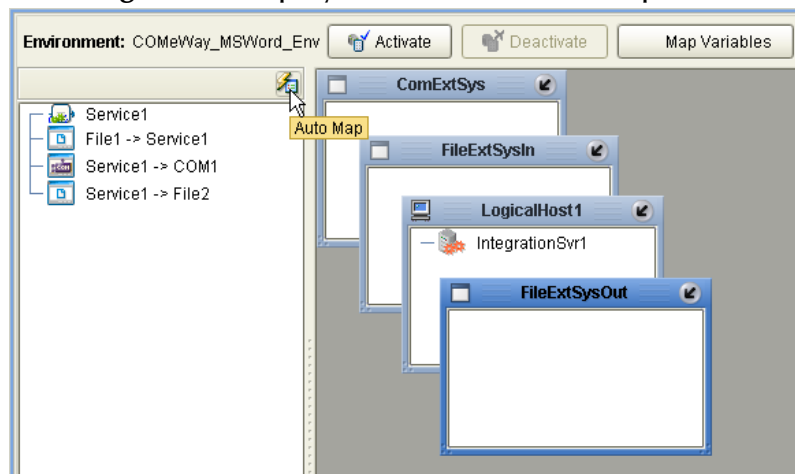 Environment: COMeWay_MSWord_Env Activate Deactivate Map Variables
Auto Map
Service1
File1 -> Service1
Service1 -> COM1
Service1 -> File2
ComExtSys
FileExtSysIn
LogicalHost1
IntegrationSvr1
FileExtSysOut